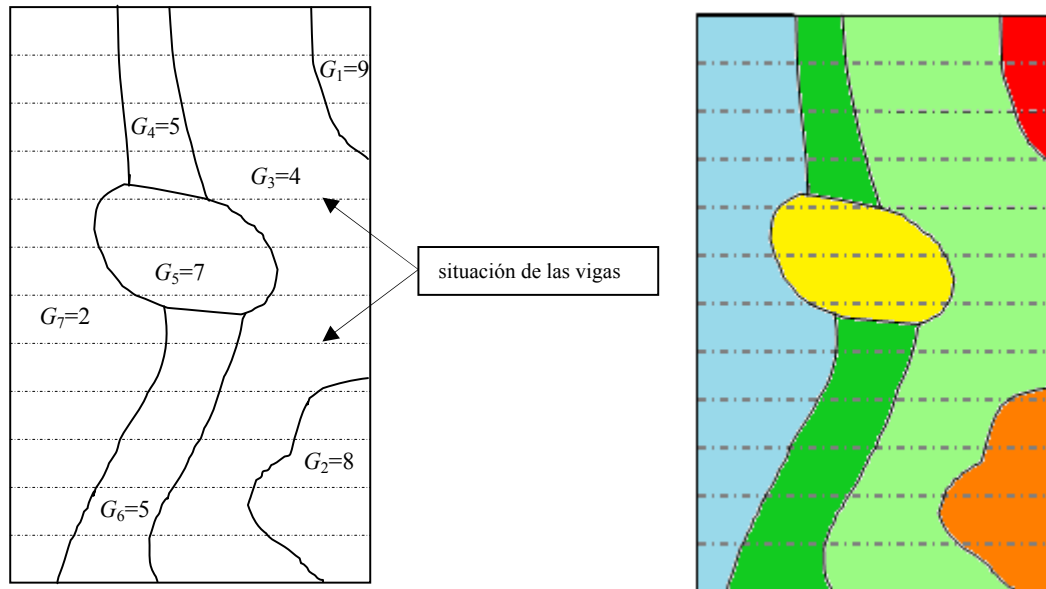 G₁=9
G₄=5
G₃=4
situación de las vigas
G₅=7
G₇=2
G₂=8
G₆=5